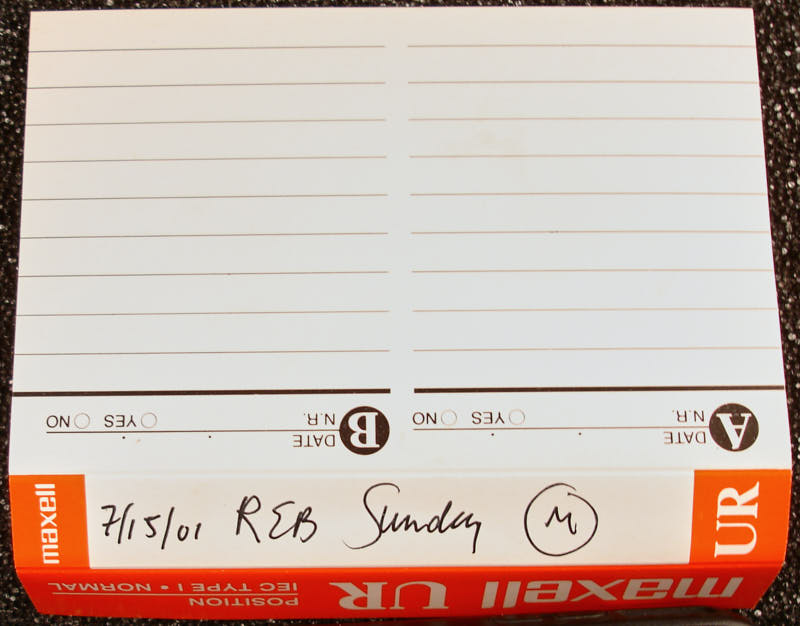 B DATE
N.R. YES NO
A DATE
N.R. YES NO
maxell
7/15/01 REB Sunday M
UR
maxell UR
POSITION
IEC TYPE I • NORMAL